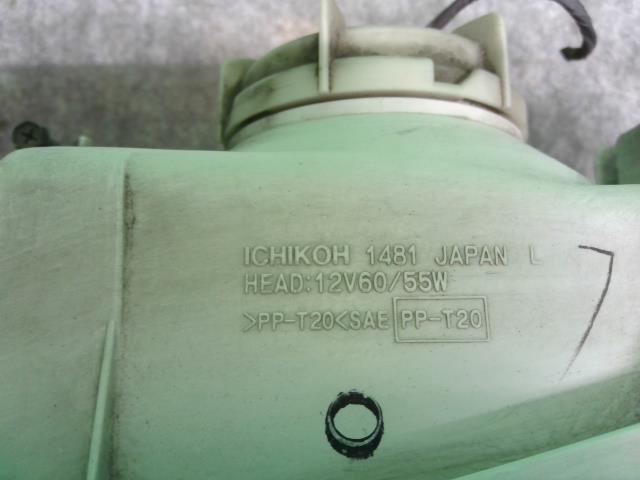 ICHIKOH 1481 JAPAN L
HEAD:12V60/55W
>PP-T20<SAE PP-T20